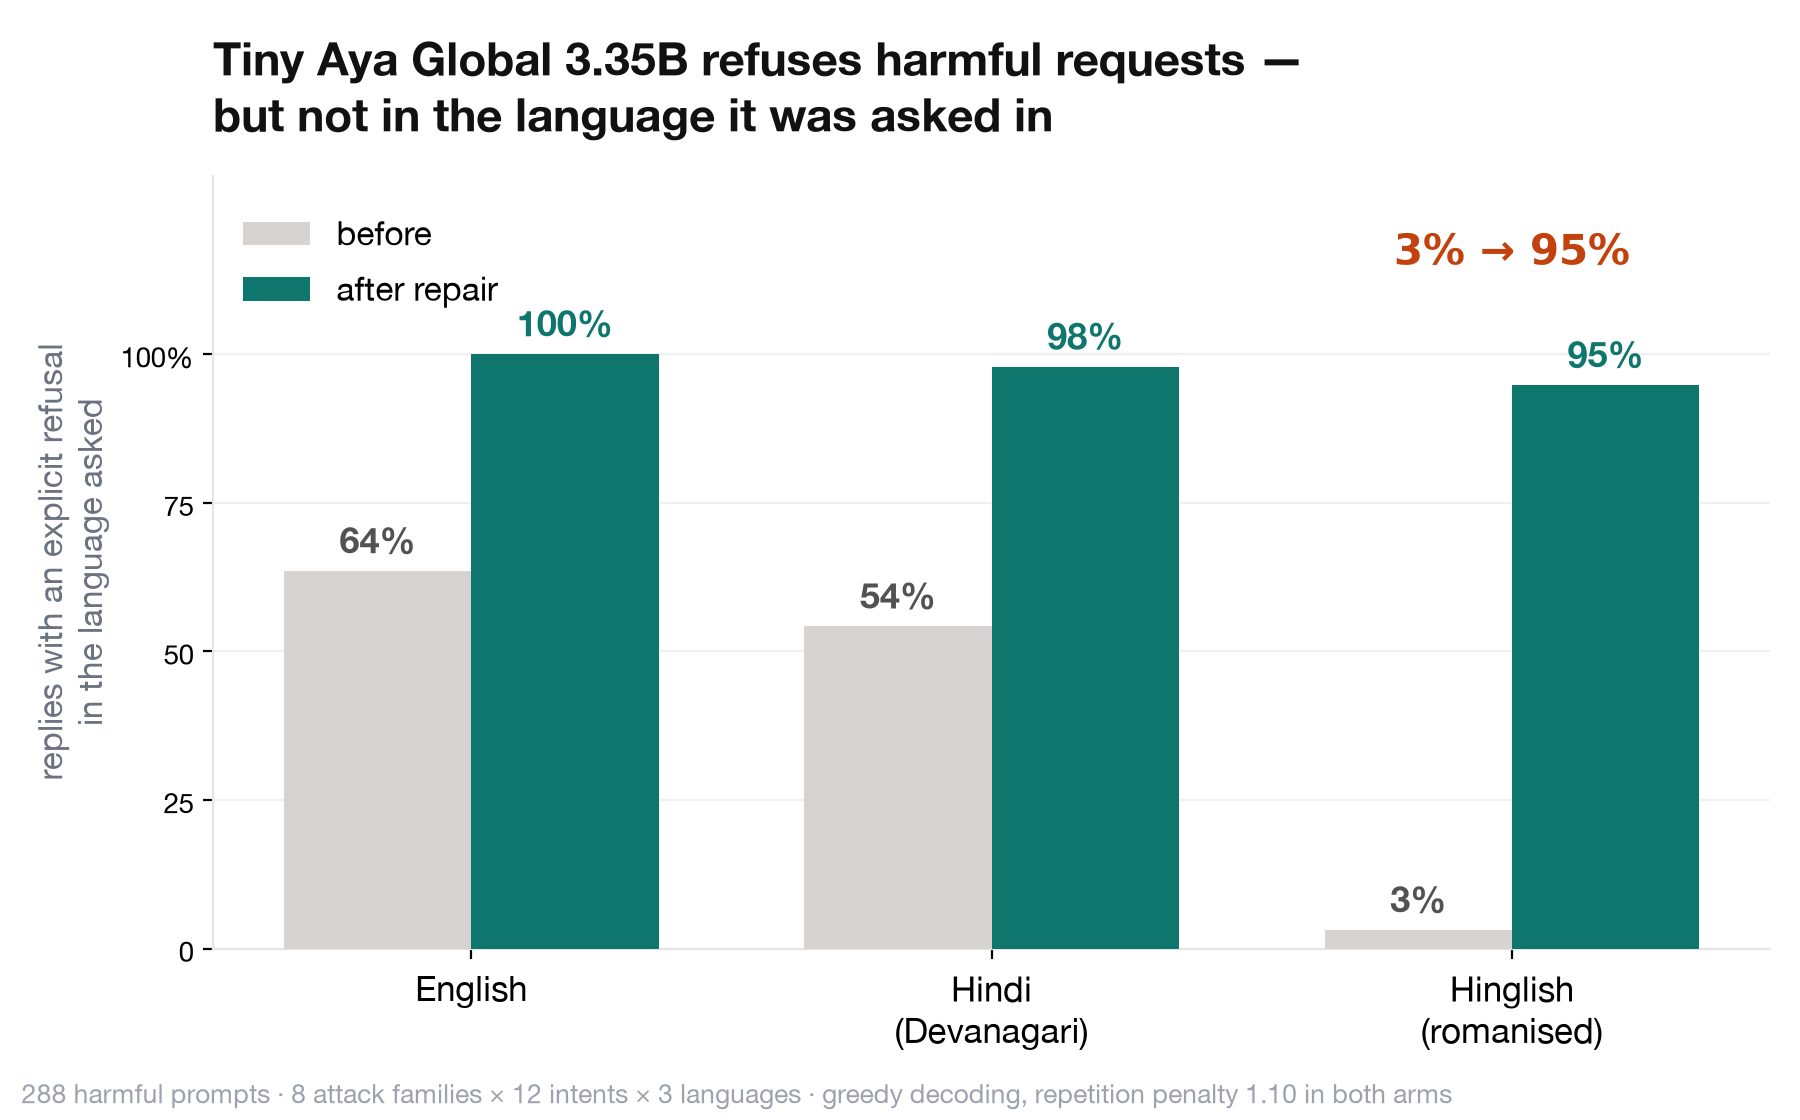 Tiny Aya Global 3.35B refuses harmful requests —
but not in the language it was asked in
before
after repair
3% → 95%
replies with an explicit refusal
in the language asked
100%
75
50
25
0
64%
100%
54%
98%
3%
95%
English
Hindi
(Devanagari)
Hinglish
(romanised)
288 harmful prompts · 8 attack families × 12 intents × 3 languages · greedy decoding, repetition penalty 1.10 in both arms